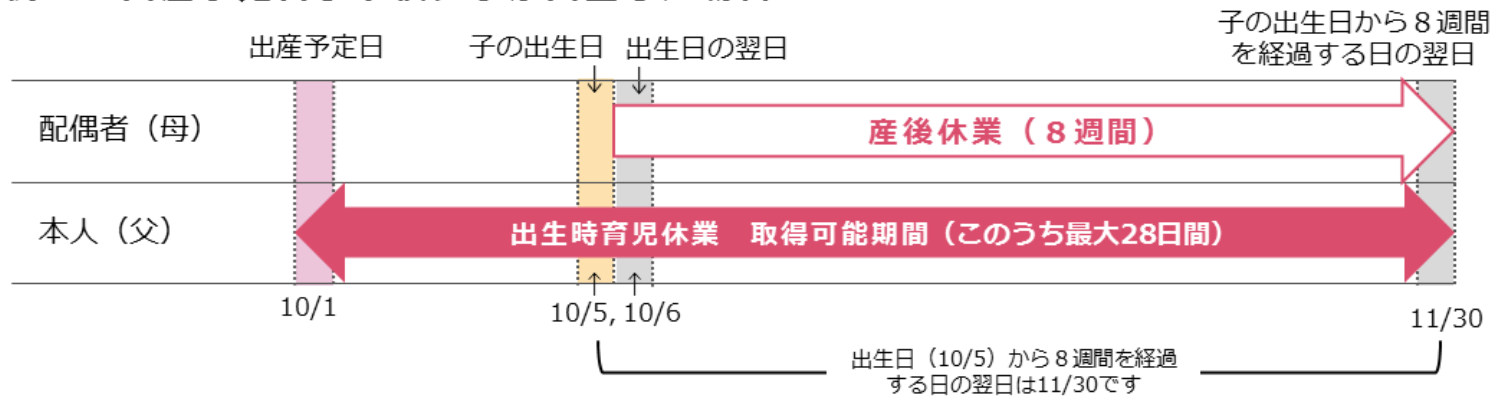 出産予定日
子の出生日
出生日の翌日
子の出生日から8週間
を経過する日の翌日
配偶者（母）
産後休業（8週間）
本人（父）
出生時育児休業　取得可能期間（このうち最大28日間）
10/1
10/5, 10/6
11/30
出生日（10/5）から8週間を経過
する日の翌日は11/30です